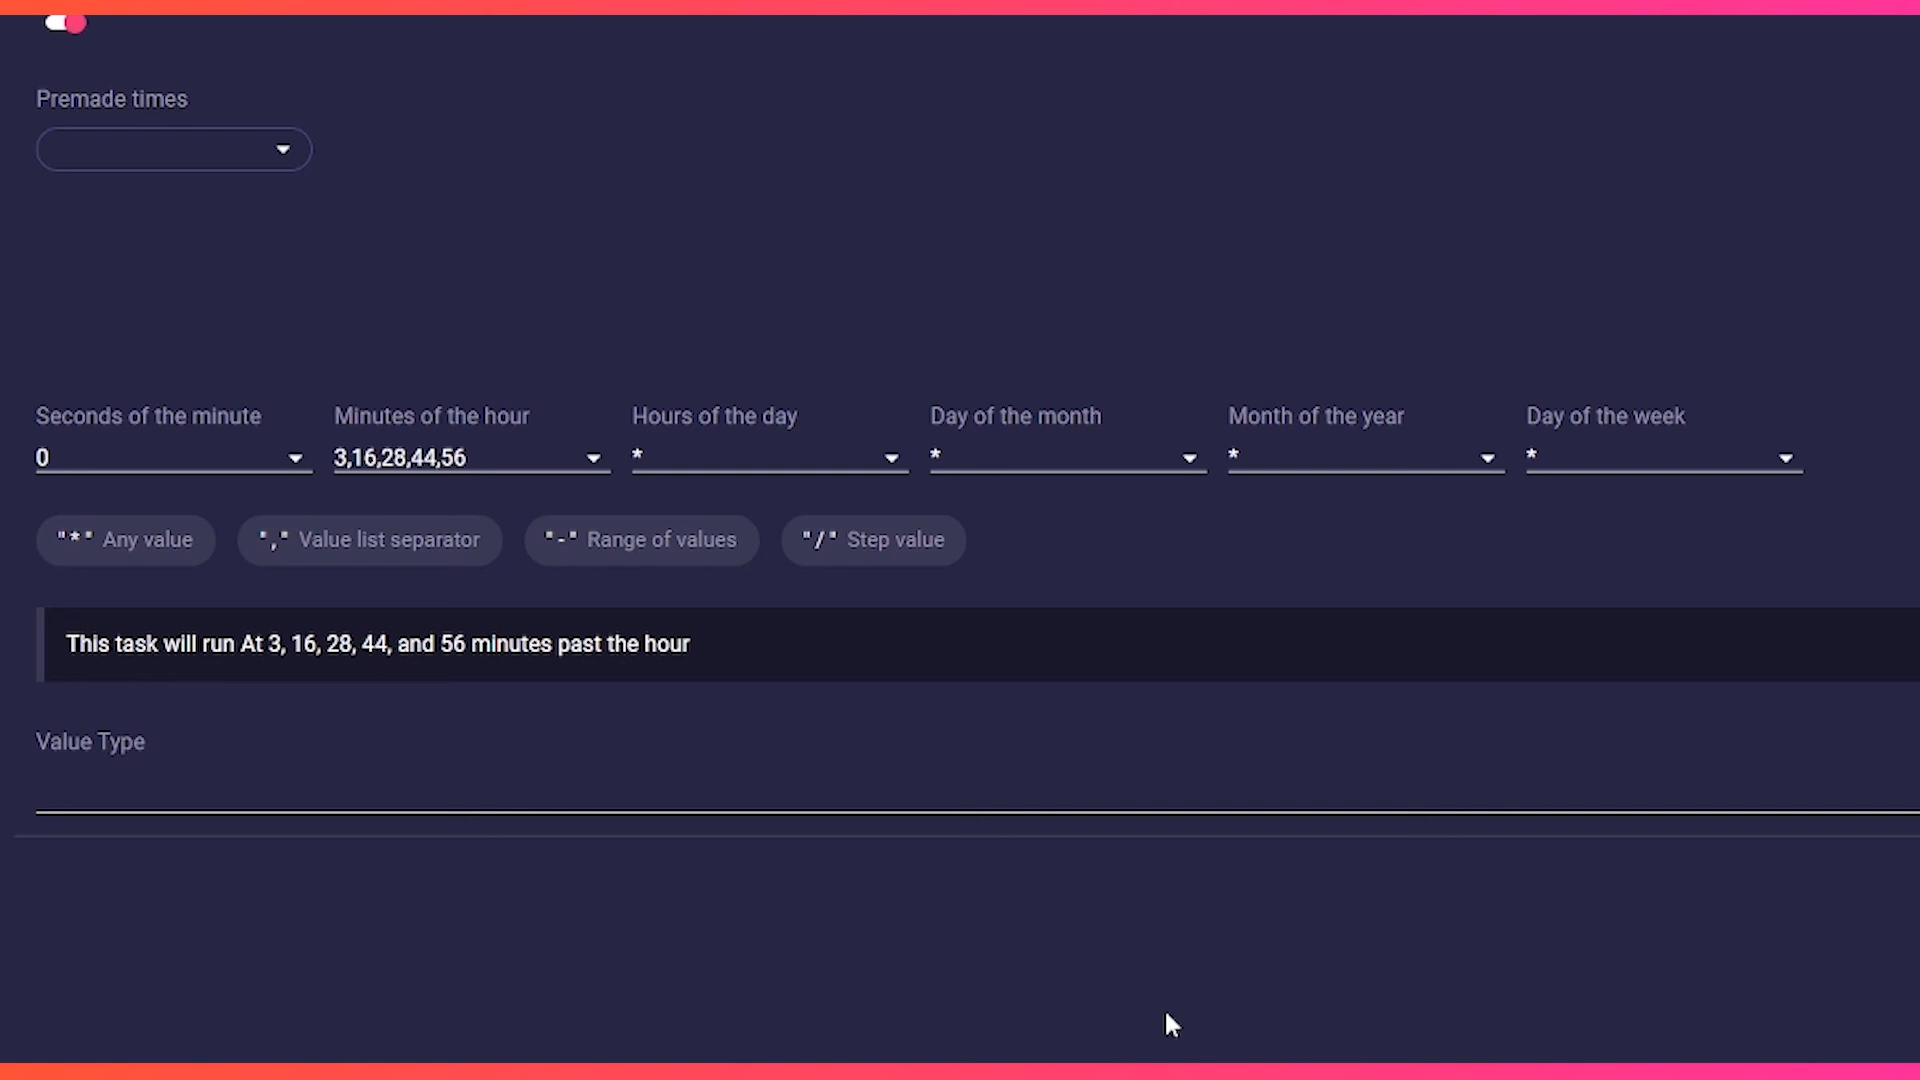 Premade times
Seconds of the minute Minutes of the hour Hours of the day Day of the month Month of the year Day of the week
0 3,16,28,44,56 * * * *
"*" Any value "," Value list separator "-" Range of values "/" Step value
This task will run At 3, 16, 28, 44, and 56 minutes past the hour
Value Type